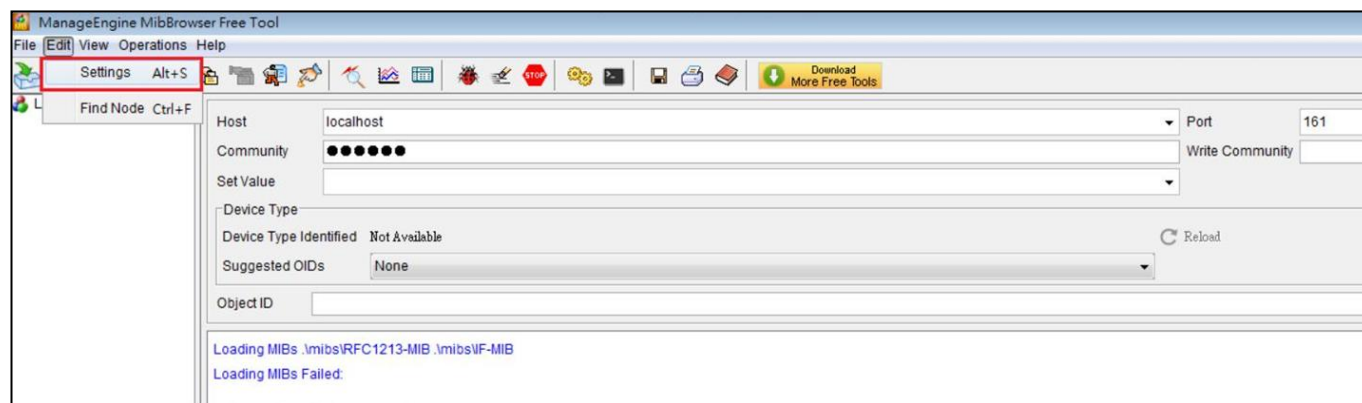 ManageEngine MibBrowser Free Tool
File Edit View Operations Help
Settings Alt+S
Find Node Ctrl+F
STOP
Download
More Free Tools
L
Host localhost Port 161
Community ●●●●●● Write Community
Set Value
Device Type
Device Type Identified Not Available Reload
Suggested OIDs None
Object ID
Loading MIBs .\mibs\RFC1213-MIB .\mibs\IF-MIB
Loading MIBs Failed: